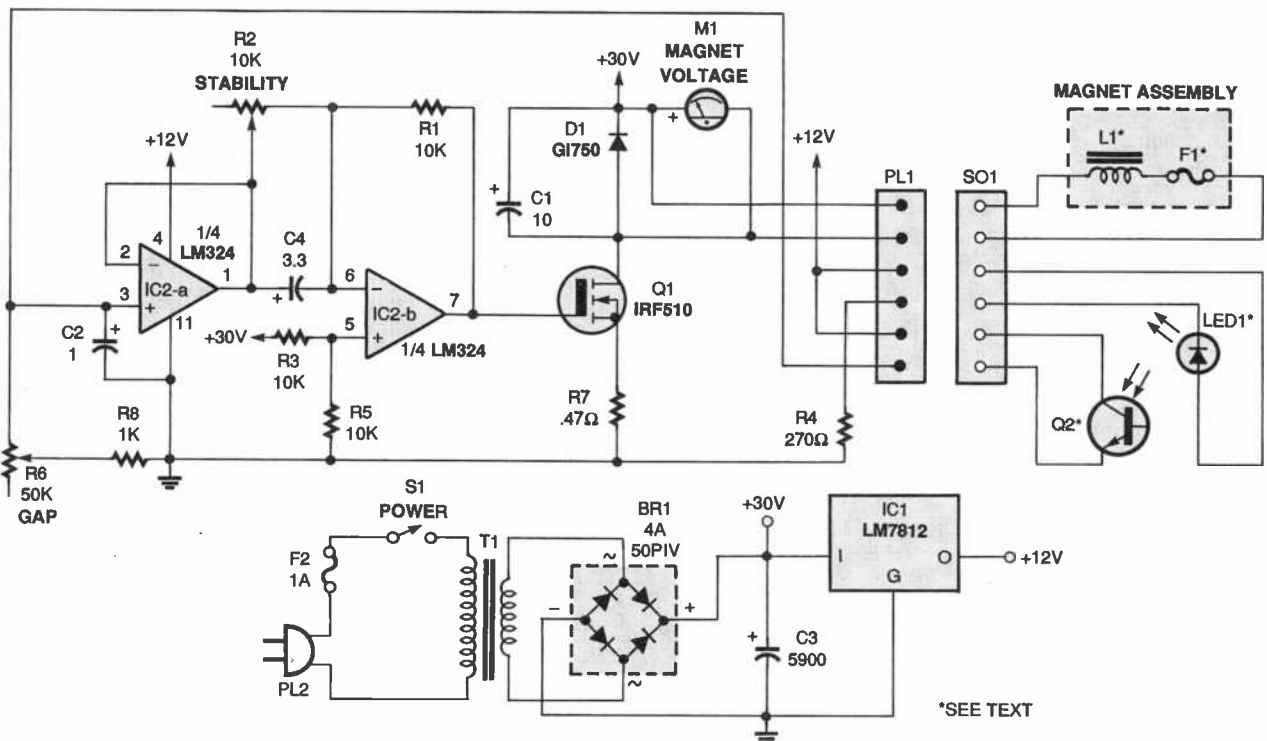 R2
10K
STABILITY
R1
10K
+12V
2
4
1/4
LM324
IC2-a
1
3
11
C2
1
+
C4
3.3
+
6
IC2-b
7
5
1/4 LM324
+30V
R3
10K
R5
10K
R8
1K
R6
50K
GAP
M1
MAGNET
VOLTAGE
+30V
+
D1
GI750
+
C1
10
Q1
IRF510
R7
.47Ω
+12V
PL1
R4
270Ω
SO1
MAGNET ASSEMBLY
L1*
F1*
LED1*
Q2*
S1
POWER
F2
1A
PL2
T1
BR1
4A
50PIV
~
−
+
~
+30V
+
C3
5900
IC1
LM7812
I
O
G
+12V
*SEE TEXT